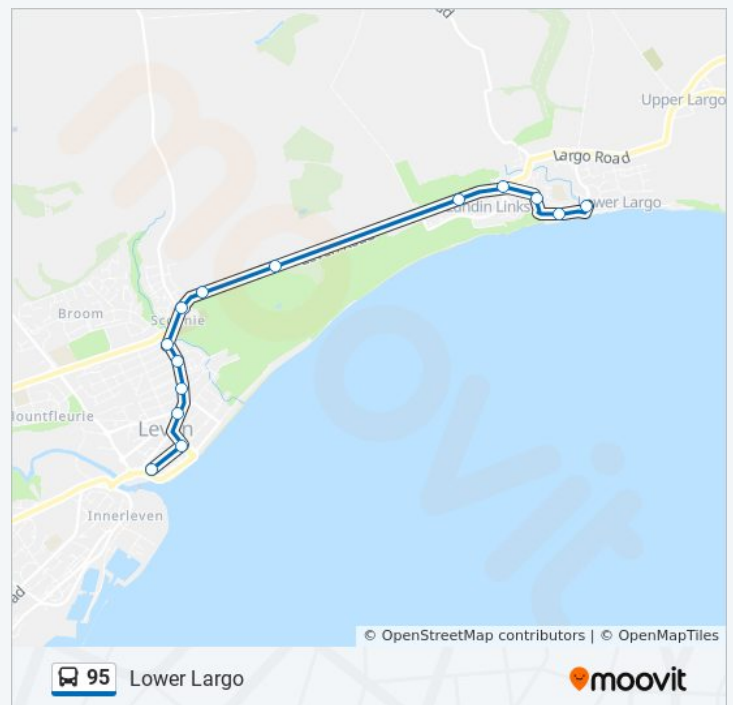 Upper Largo
Largo Road
Lundin Links
Lower Largo
Broom
Scoonie
Mountfleurie
Leven
Innerleven
moovit
© OpenStreetMap contributors | © OpenMapTiles
95 Lower Largo
moovit